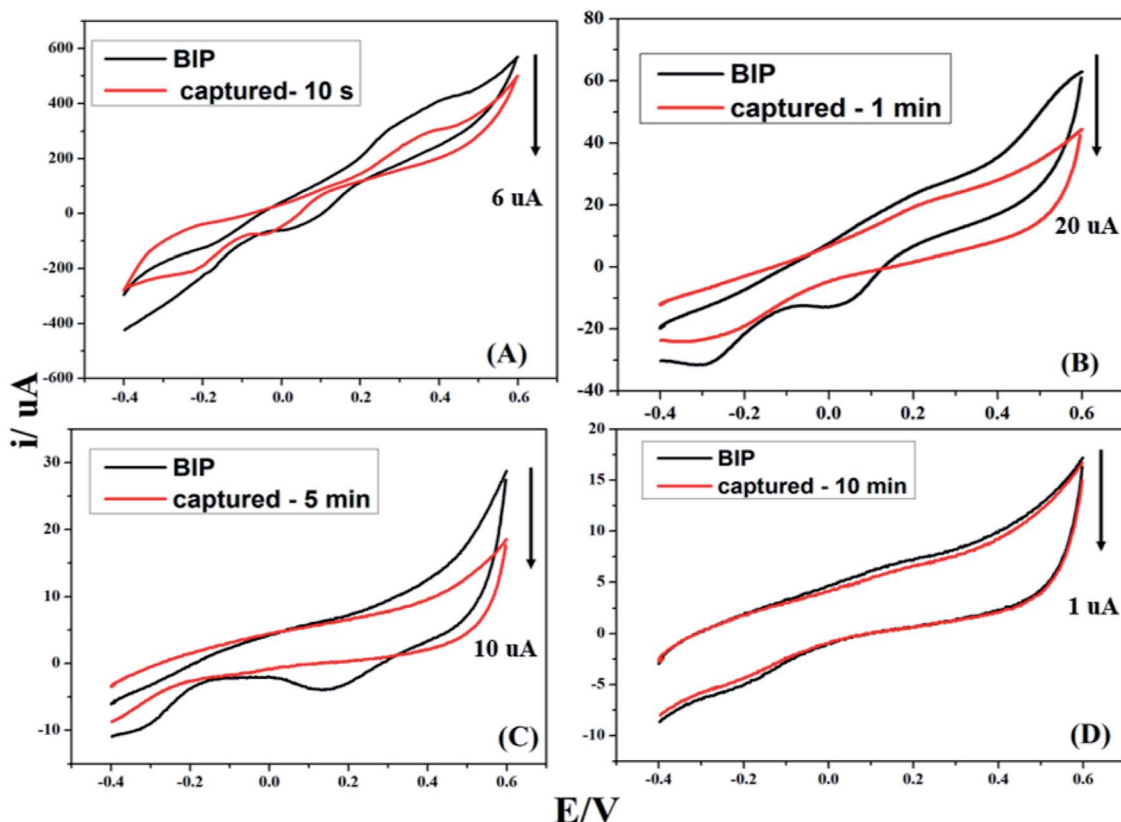 BIP
captured- 10 s
600
400
200
0
-200
-400
-600
-0.4 -0.2 0.0 0.2 0.4 0.6
6 uA
(A)
BIP
captured - 1 min
80
60
40
20
0
-20
-40
-0.4 -0.2 0.0 0.2 0.4 0.6
20 uA
(B)
i/ uA
BIP
captured - 5 min
30
20
10
0
-10
-0.4 -0.2 0.0 0.2 0.4 0.6
10 uA
(C)
BIP
captured - 10 min
20
15
10
5
0
-5
-10
-0.4 -0.2 0.0 0.2 0.4 0.6
1 uA
(D)
E/V